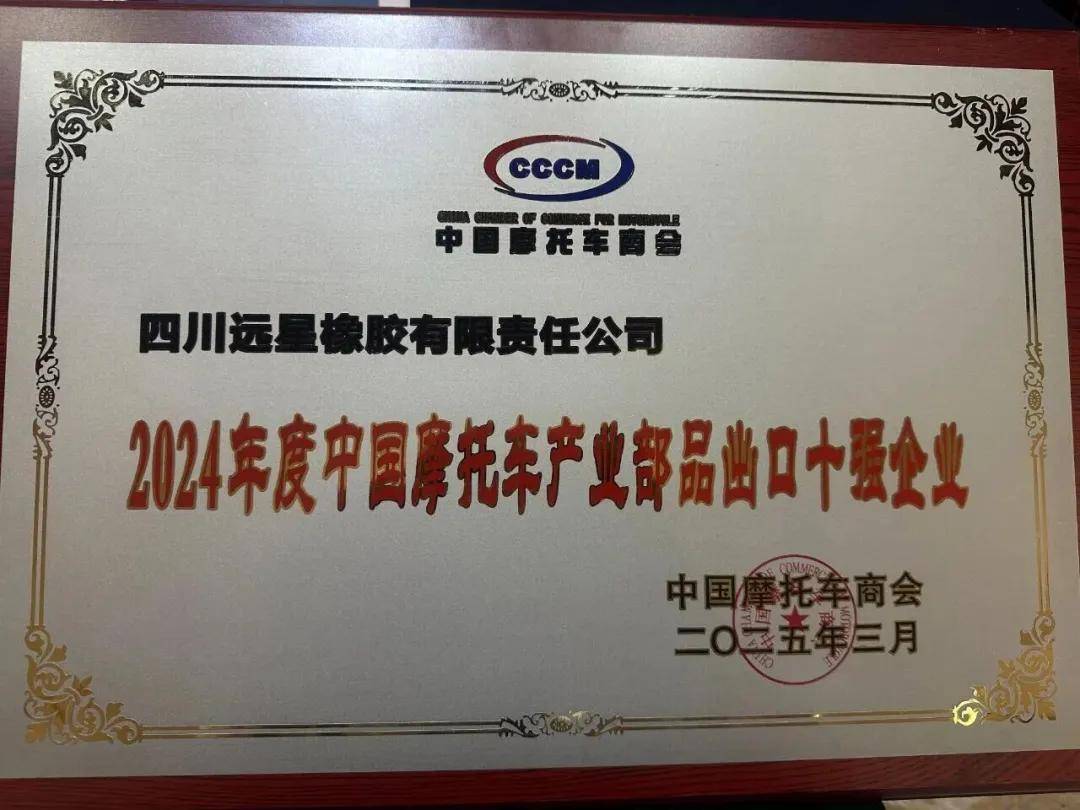 CCCM
CHINA CHAMBER OF COMMERCE FOR MOTORCYCLE
中国摩托车商会
四川远星橡胶有限责任公司
2024年度中国摩托车产业部品出口十强企业
中国摩托车商会
二〇二五年三月